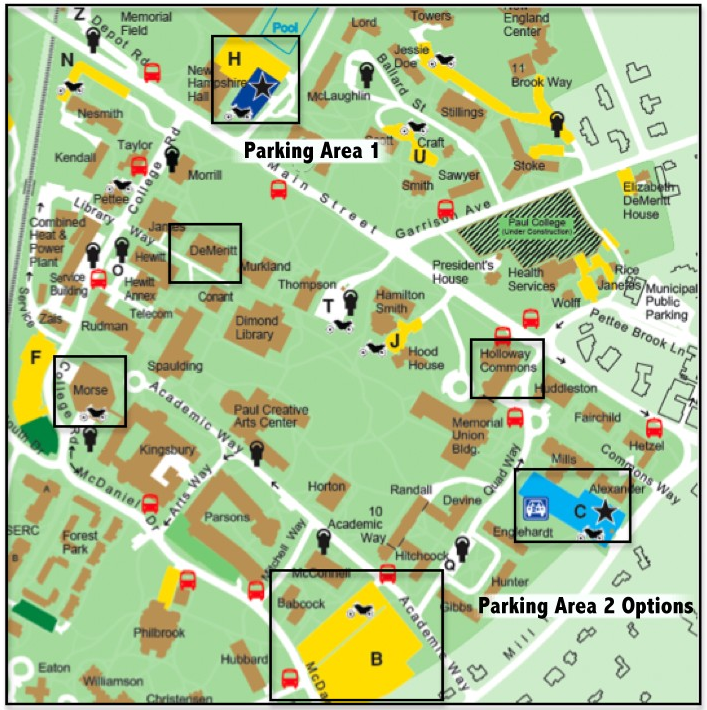 Z
Memorial
Field
Depot Rd
N
Nesmith
Pool
H
New
Hampshire
Hall
Lord
Towers
New
England
Center
McLaughlin
Jessie
Doe
Ballard St
11
Brook Way
Stillings
Parking Area 1
Scott
Craft
U
Smith
Sawyer
Stoke
Taylor
Kendall
Pettee
College Rd
Morrill
Main Street
Garrison Ave
Paul College
(Under Construction)
Elizabeth
DeMeritt
House
Library Way
Combined
Heat &
Power
Plant
James
DeMeritt
Hewitt
Murkland
O
Service
Building
Hewitt
Annex
Conant
Telecom
Service
Zais
Rudman
Thompson
T
Dimond
Library
President's
House
Health
Services
Rice
Janetos
Wolff
Municipal
Public
Parking
Pettee Brook Ln
Hamilton
Smith
J
Hood
House
Holloway
Commons
Huddleston
F
Morse
College Rd
Spaulding
Academic Way
Paul Creative
Arts Center
Memorial
Union
Bldg.
Fairchild
Hetzel
Commons Way
Mills
Quad Way
Kingsbury
McDaniel Dr
Arts Way
Parsons
Horton
10
Academic
Way
Randall
Devine
Alexander
C
Englehardt
Hitchcock
Q
Mitchell Way
McConnell
Hunter
Gibbs
Parking Area 2 Options
A
SERC
B
Forest
Park
Babcock
B
Academic Way
Mill
Philbrook
Hubbard
McDa
Eaton
Williamson
Christensen